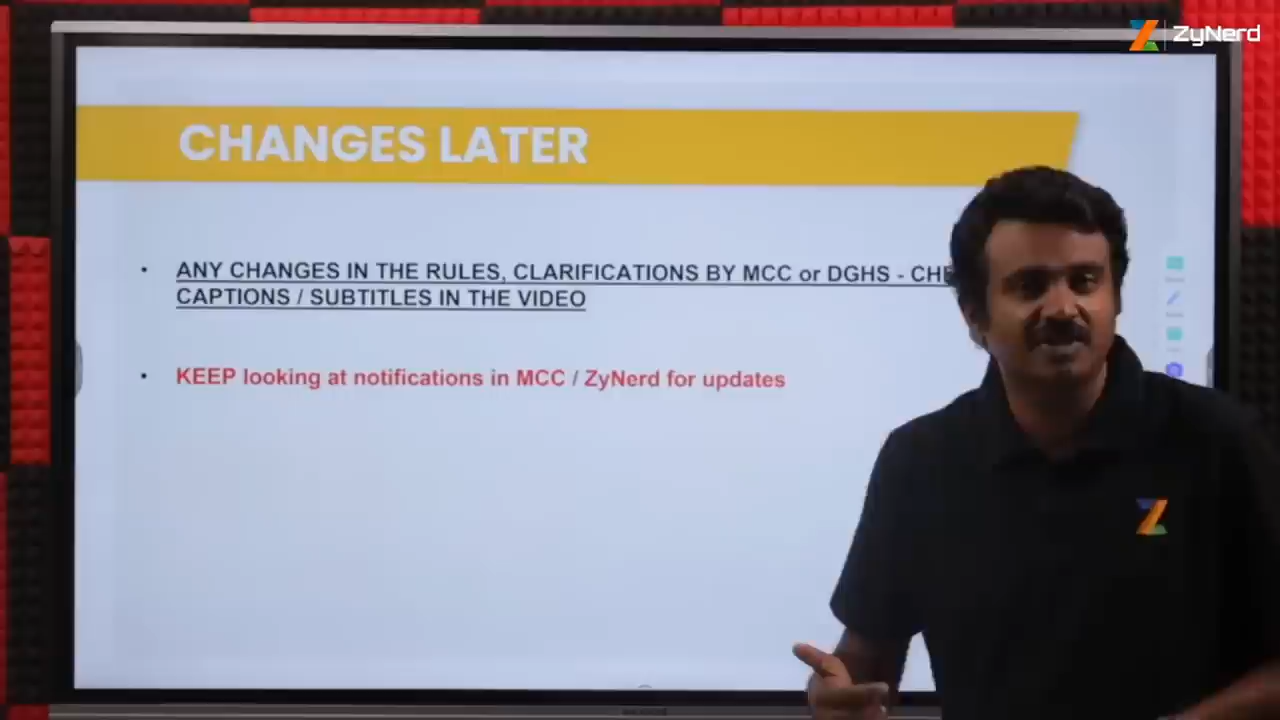 ZyNerd
CHANGES LATER
• ANY CHANGES IN THE RULES, CLARIFICATIONS BY MCC or DGHS -
CAPTIONS / SUBTITLES IN THE VIDEO
• KEEP looking at notifications in MCC / ZyNerd for updates